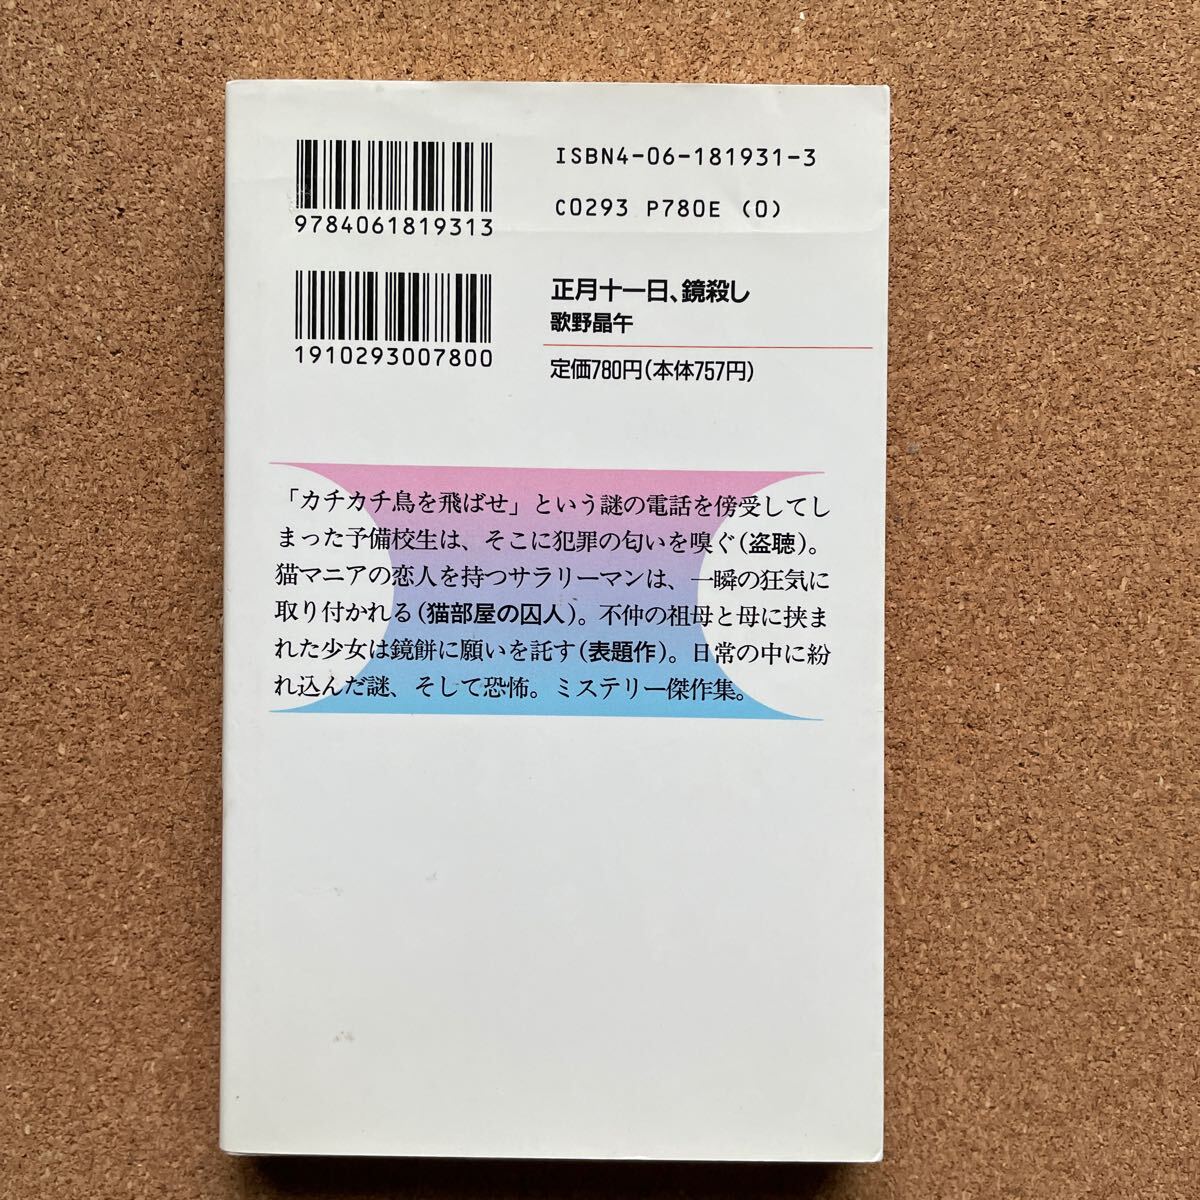 ISBN4-06-181931-3
C0293 P780E (0)
9784061819313
1910293007800
正月十一日、鏡殺し
歌野晶午
定価780円(本体757円)
「カチカチ鳥を飛ばせ」という謎の電話を傍受してし
まった予備校生は、そこに犯罪の匂いを嗅ぐ(盗聴)。
猫マニアの恋人を持つサラリーマンは、一瞬の狂気に
取り付かれる(猫部屋の囚人)。不仲の祖母と母に挟ま
れた少女は鏡餅に願いを託す(表題作)。日常の中に紛
れ込んだ謎、そして恐怖。ミステリー傑作集。